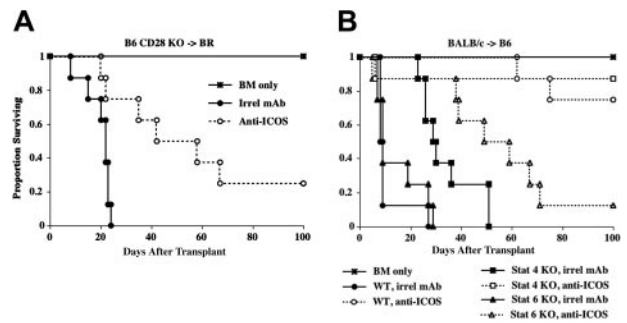 A
B6 CD28 KO -> BR
Proportion Surviving
1
0.8
0.6
0.4
0.2
0
BM only
Irrel mAb
Anti-ICOS
0 20 40 60 80 100
Days After Transplant
B
BALB/c -> B6
1
0.8
0.6
0.4
0.2
0
0 20 40 60 80 100
Days After Transplant
BM only
WT, irrel mAb
WT, anti-ICOS
Stat 4 KO, irrel mAb
Stat 4 KO, anti-ICOS
Stat 6 KO, irrel mAb
Stat 6 KO, anti-ICOS